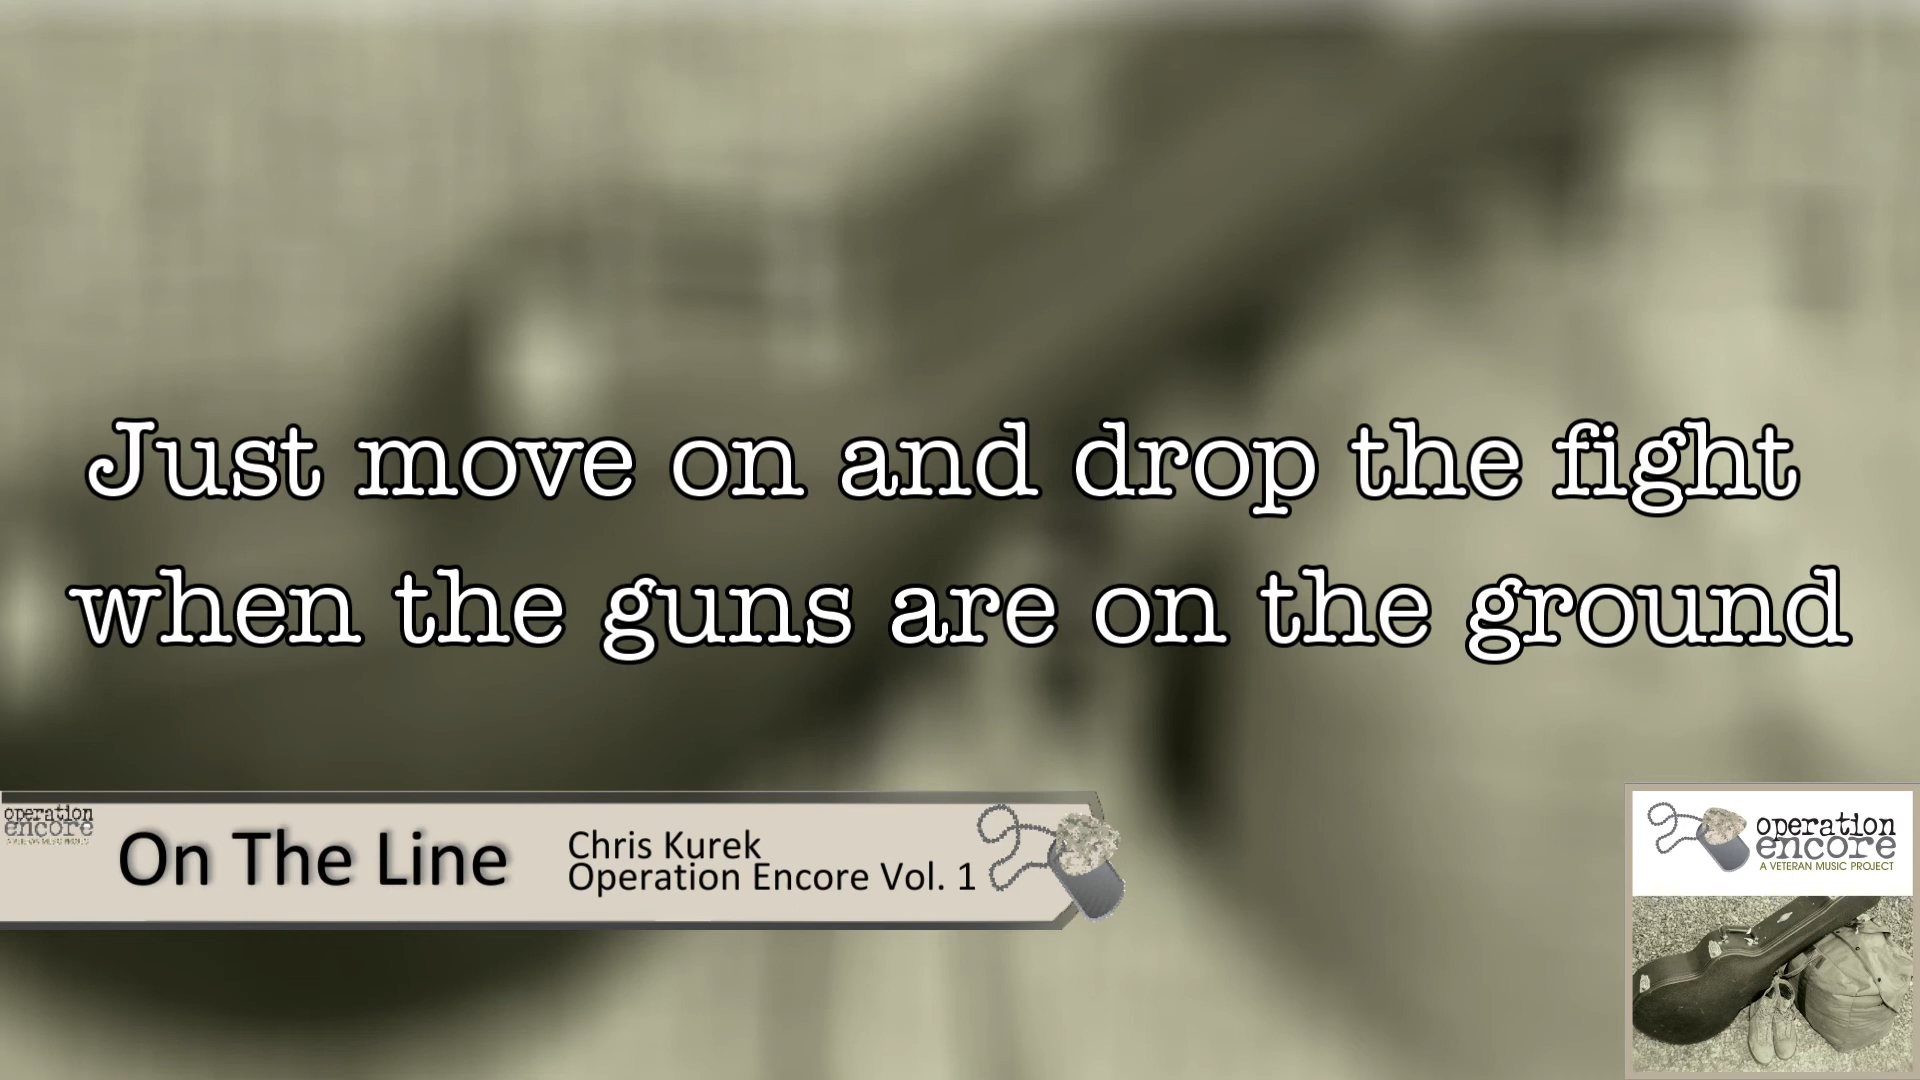 Just move on and drop the fight
when the guns are on the ground
operation
encore
On The Line
Chris Kurek
Operation Encore Vol. 1
operation
encore
A VETERAN MUSIC PROJECT